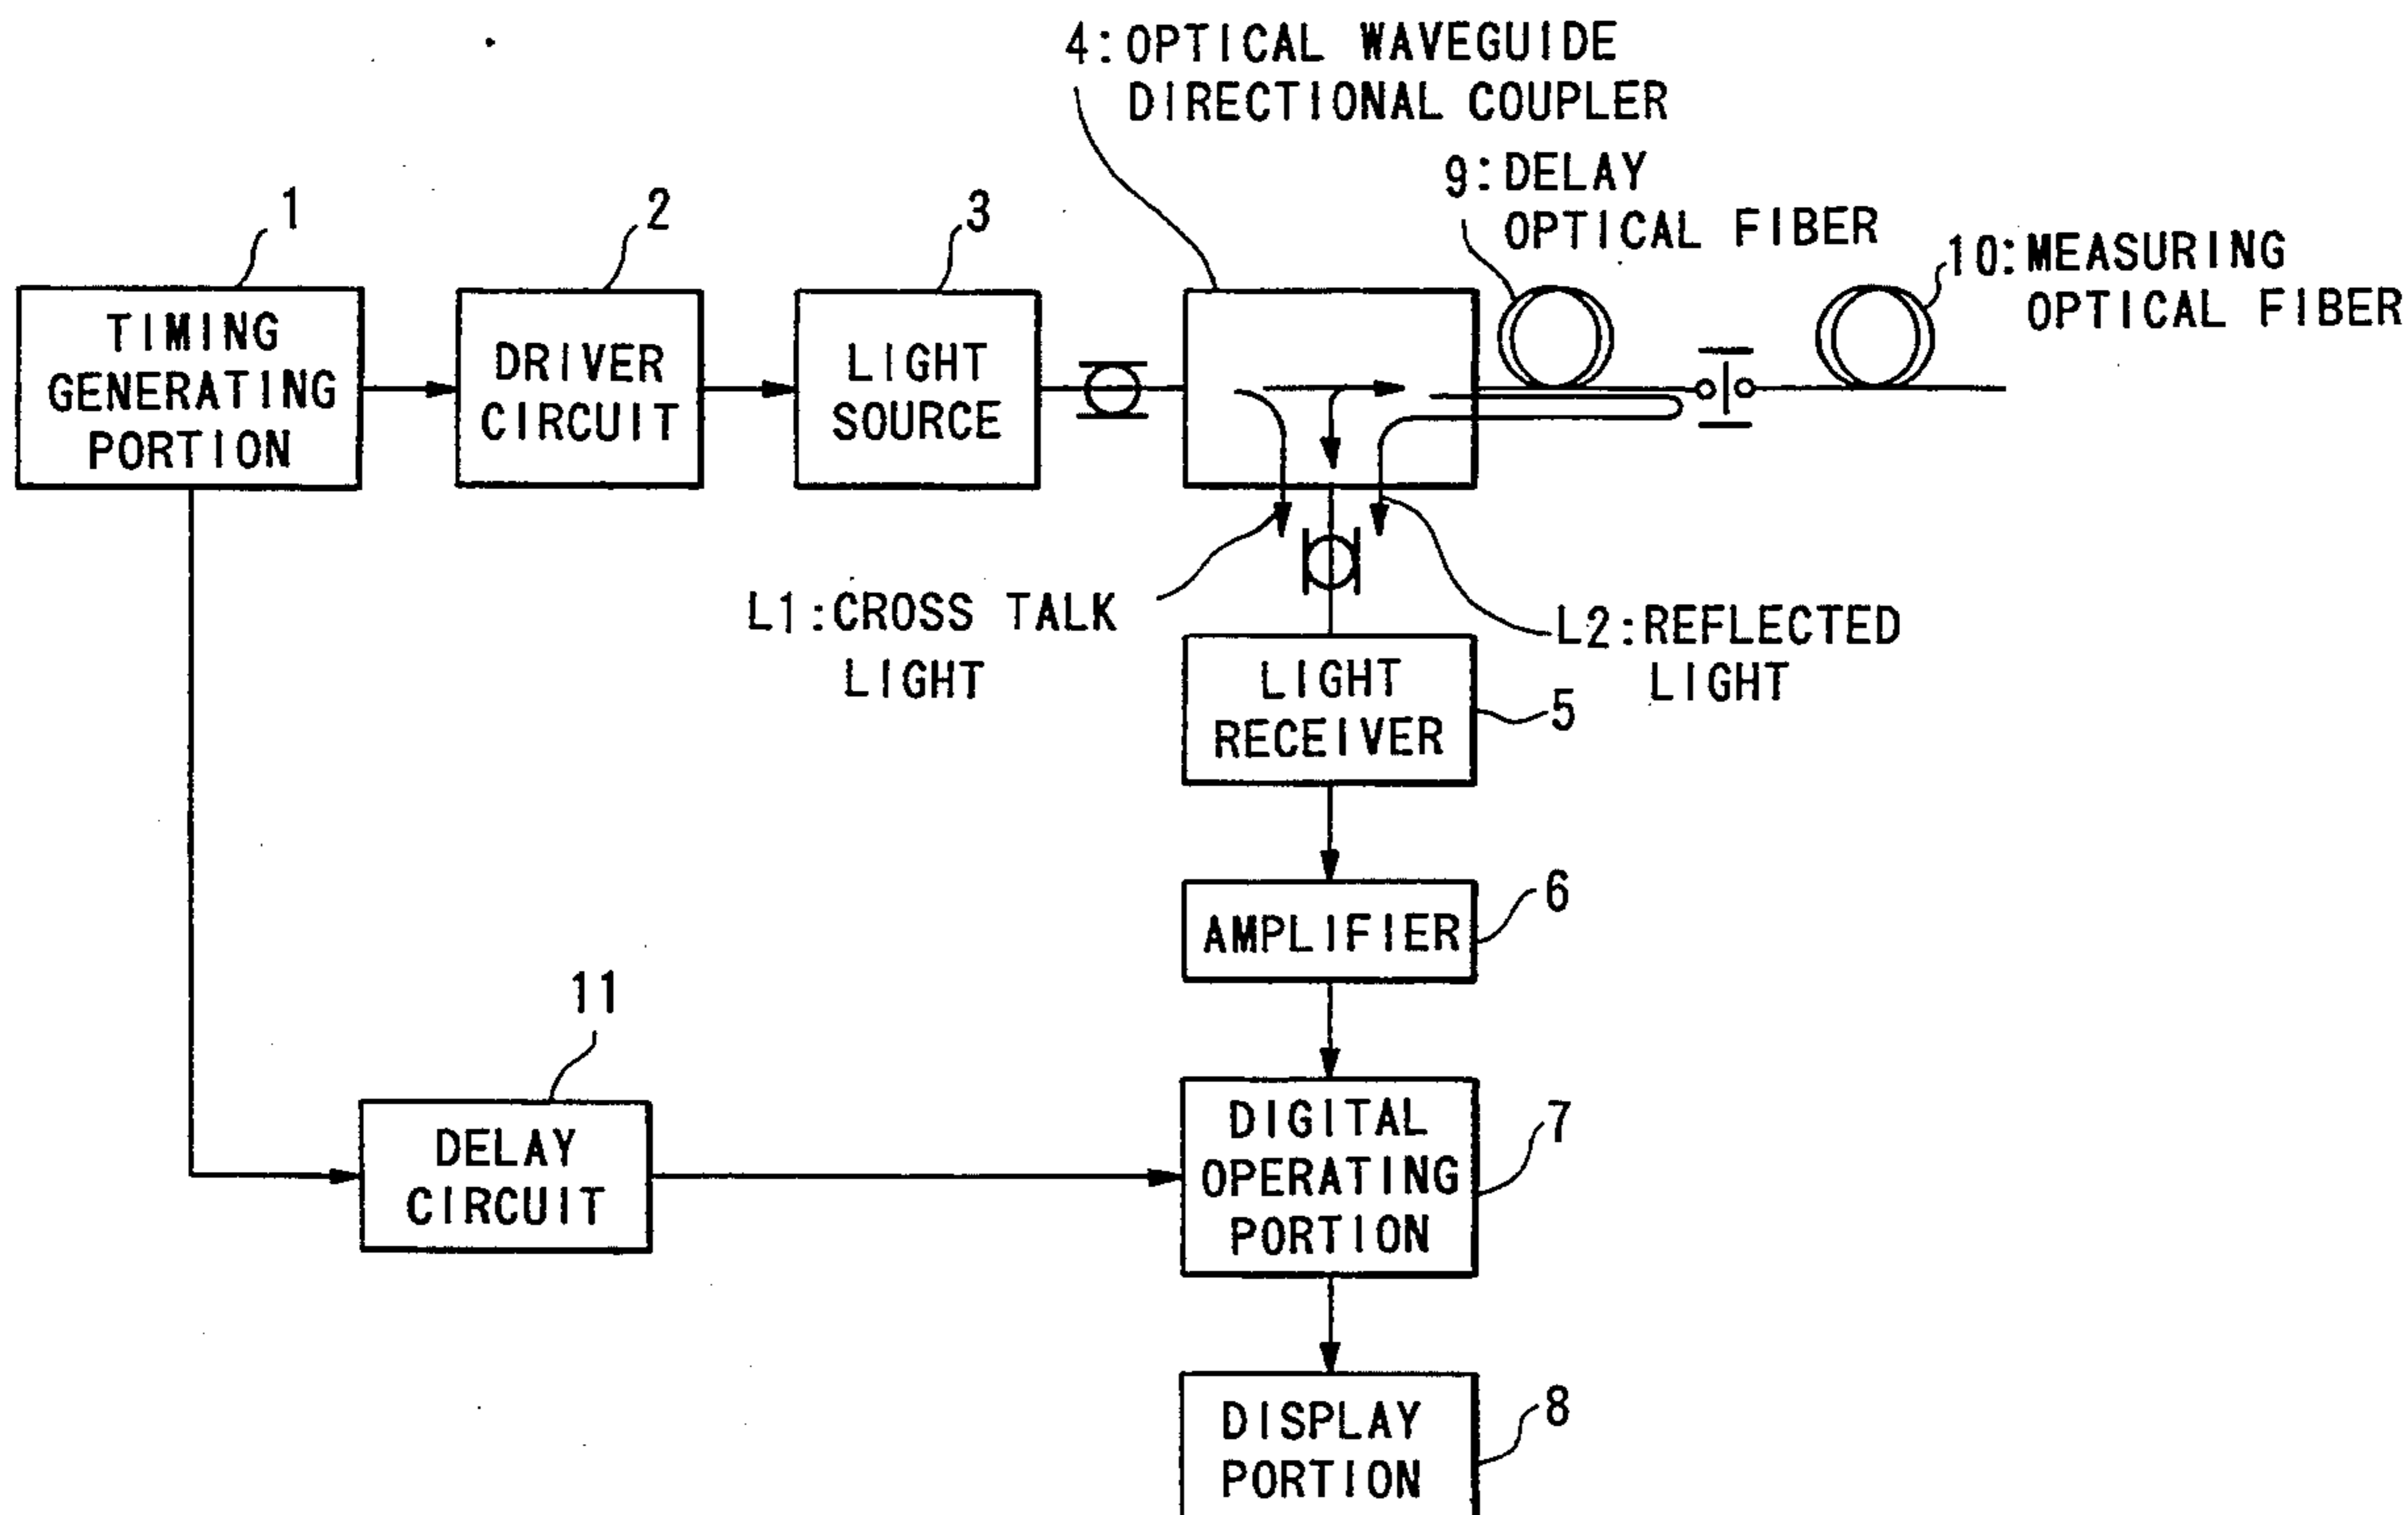 4:OPTICAL WAVEGUIDE
DIRECTIONAL COUPLER
9:DELAY
OPTICAL FIBER
10:MEASURING
OPTICAL FIBER
1
2
3
TIMING
GENERATING
PORTION
DRIVER
CIRCUIT
LIGHT
SOURCE
L1:CROSS TALK
LIGHT
L2:REFLECTED
LIGHT
LIGHT
RECEIVER
5
AMPLIFIER
6
11
DELAY
CIRCUIT
DIGITAL
OPERATING
PORTION
7
DISPLAY
PORTION
8